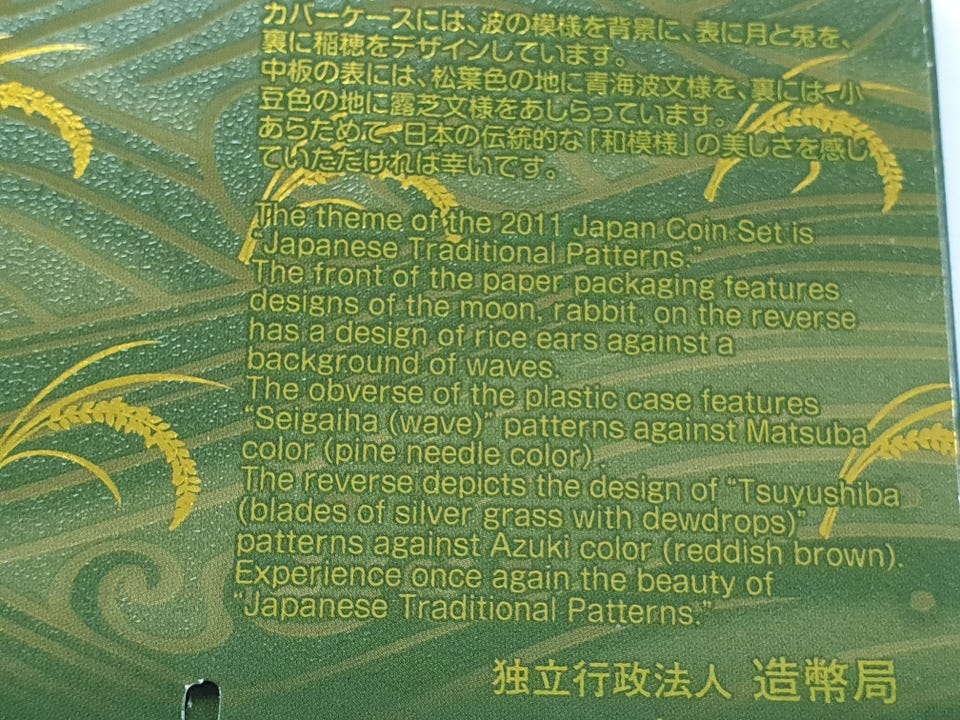 カバーケースには、波の模様を背景に、表に月と兎を、
裏に稲穂をデザインしています。
中板の表には、松葉色の地に青海波文様を、裏には、小
豆色の地に露芝文様をあしらっています。
あらためて、日本の伝統的な「和模様」の美しさを感じ
ていただければ幸いです。
The theme of the 2011 Japan Coin Set is
“Japanese Traditional Patterns.”
The front of the paper packaging features
designs of the moon, rabbit, on the reverse
has a design of rice ears against a
background of waves.
The obverse of the plastic case features
“Seigaiha (wave)” patterns against Matsuba
color (pine needle color).
The reverse depicts the design of “Tsuyushiba
(blades of silver grass with dewdrops)”
patterns against Azuki color (reddish brown).
Experience once again the beauty of
“Japanese Traditional Patterns.”
独立行政法人 造幣局